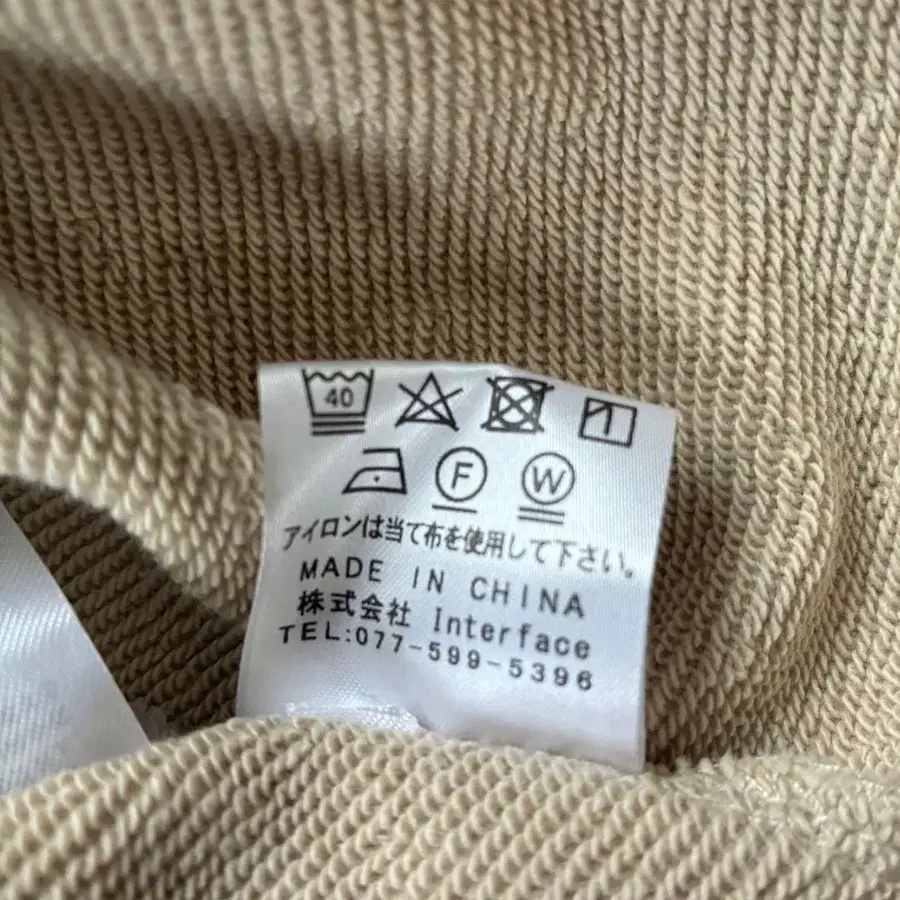 40
F W
アイロンは当て布を使用して下さい。
MADE IN CHINA
株式会社 Interface
TEL:077-599-5396